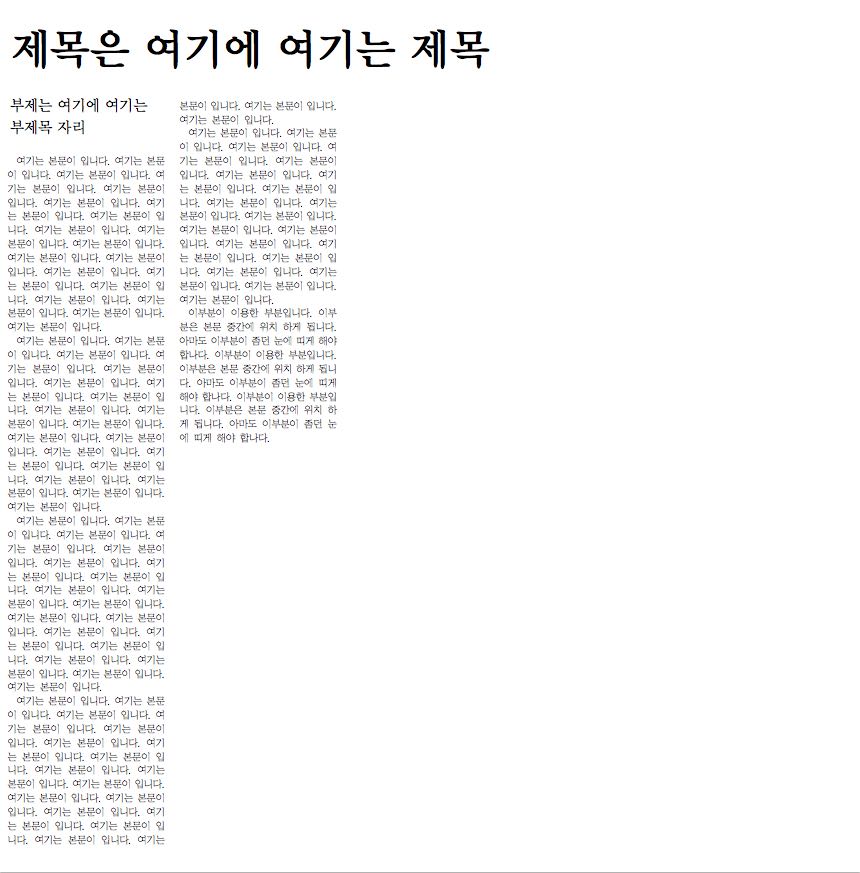 제목은 여기에 여기는 제목
부제는 여기에 여기는
부제목 자리
여기는 본문이 입니다. 여기는 본문
이 입니다. 여기는 본문이 입니다. 여
기는 본문이 입니다. 여기는 본문이
입니다. 여기는 본문이 입니다. 여기
는 본문이 입니다. 여기는 본문이 입
니다. 여기는 본문이 입니다. 여기는
본문이 입니다. 여기는 본문이 입니다.
여기는 본문이 입니다. 여기는 본문이
입니다. 여기는 본문이 입니다. 여기
는 본문이 입니다. 여기는 본문이 입
니다. 여기는 본문이 입니다. 여기는
본문이 입니다. 여기는 본문이 입니다.
여기는 본문이 입니다.
여기는 본문이 입니다. 여기는 본문
이 입니다. 여기는 본문이 입니다. 여
기는 본문이 입니다. 여기는 본문이
입니다. 여기는 본문이 입니다. 여기
는 본문이 입니다. 여기는 본문이 입
니다. 여기는 본문이 입니다. 여기는
본문이 입니다. 여기는 본문이 입니다.
여기는 본문이 입니다. 여기는 본문이
입니다. 여기는 본문이 입니다. 여기
는 본문이 입니다. 여기는 본문이 입
니다. 여기는 본문이 입니다. 여기는
본문이 입니다. 여기는 본문이 입니다.
여기는 본문이 입니다.
여기는 본문이 입니다. 여기는 본문
이 입니다. 여기는 본문이 입니다. 여
기는 본문이 입니다. 여기는 본문이
입니다. 여기는 본문이 입니다. 여기
는 본문이 입니다. 여기는 본문이 입
니다. 여기는 본문이 입니다. 여기는
본문이 입니다. 여기는 본문이 입니다.
여기는 본문이 입니다. 여기는 본문이
입니다. 여기는 본문이 입니다. 여기
는 본문이 입니다. 여기는 본문이 입
니다. 여기는 본문이 입니다. 여기는
본문이 입니다. 여기는 본문이 입니다.
여기는 본문이 입니다.
여기는 본문이 입니다. 여기는 본문
이 입니다. 여기는 본문이 입니다. 여
기는 본문이 입니다. 여기는 본문이
입니다. 여기는 본문이 입니다. 여기
는 본문이 입니다. 여기는 본문이 입
니다. 여기는 본문이 입니다. 여기는
본문이 입니다. 여기는 본문이 입니다.
여기는 본문이 입니다. 여기는 본문이
입니다. 여기는 본문이 입니다. 여기
는 본문이 입니다. 여기는 본문이 입
니다. 여기는 본문이 입니다. 여기는
본문이 입니다. 여기는 본문이 입니다.
여기는 본문이 입니다.
여기는 본문이 입니다. 여기는 본문
이 입니다. 여기는 본문이 입니다. 여
기는 본문이 입니다. 여기는 본문이
입니다. 여기는 본문이 입니다. 여기
는 본문이 입니다. 여기는 본문이 입
니다. 여기는 본문이 입니다. 여기는
본문이 입니다. 여기는 본문이 입니다.
여기는 본문이 입니다. 여기는 본문이
입니다. 여기는 본문이 입니다. 여기
는 본문이 입니다. 여기는 본문이 입
니다. 여기는 본문이 입니다. 여기는
본문이 입니다. 여기는 본문이 입니다.
여기는 본문이 입니다.
이부분이 이용한 부분입니다. 이부
분은 본문 중간에 위치 하게 됩니다.
아마도 이부분이 좀던 눈에 띠게 해야
합나다. 이부분이 이용한 부분입니다.
이부분은 본문 중간에 위치 하게 됩니
다. 아마도 이부분이 좀던 눈에 띠게
해야 합나다. 이부분이 이용한 부분입
니다. 이부분은 본문 중간에 위치 하
게 됩니다. 아마도 이부분이 좀던 눈
에 띠게 해야 합나다.